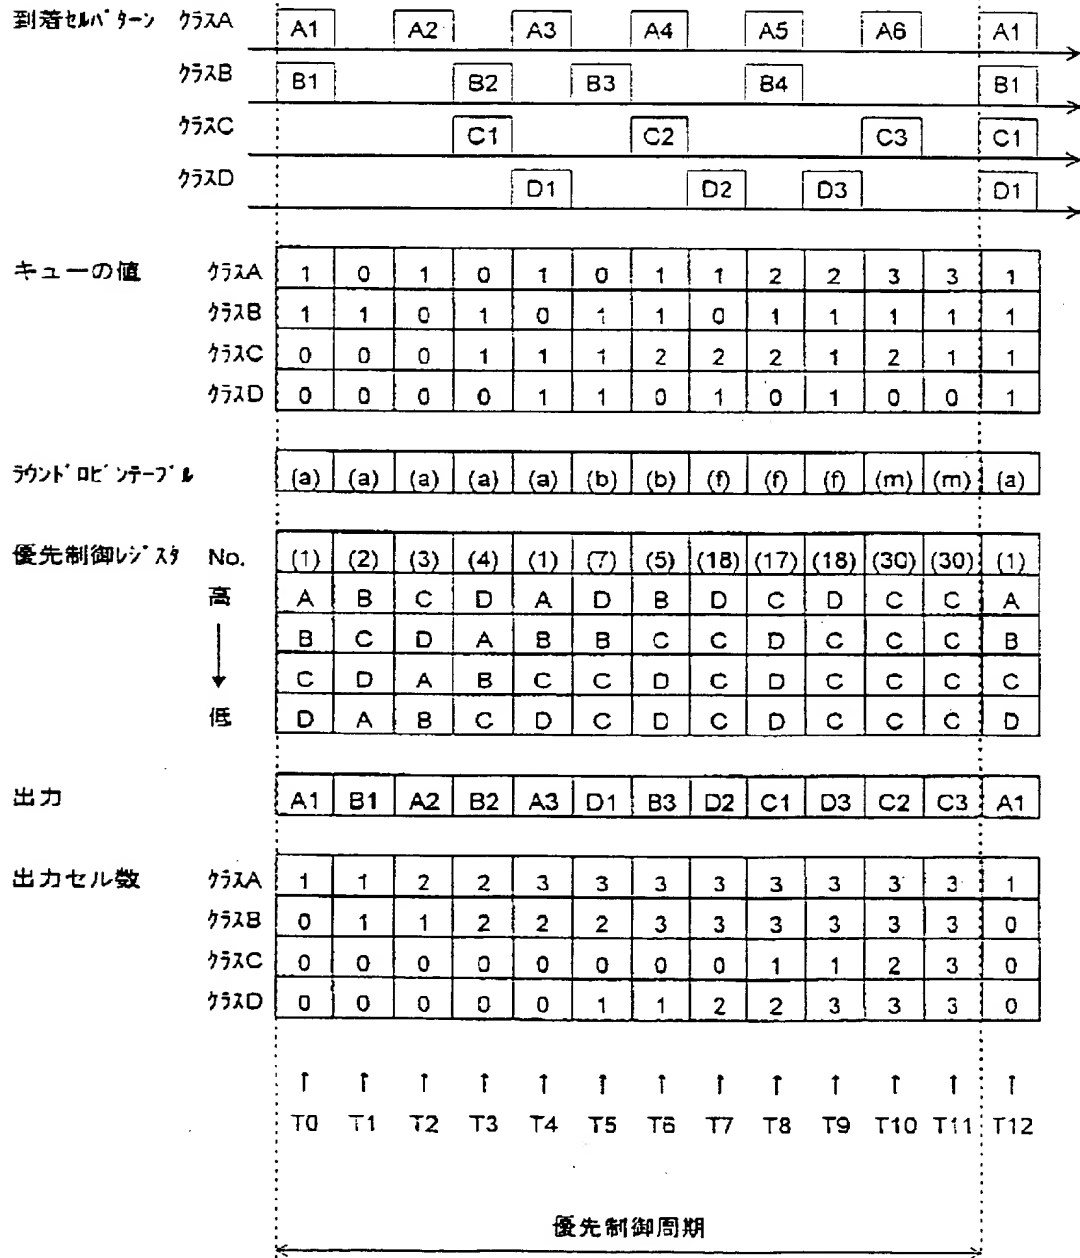 到着ｾﾙﾊﾟﾀｰﾝ ｸﾗｽA A1 A2 A3 A4 A5 A6 A1
ｸﾗｽB B1 B2 B3 B4 B1
ｸﾗｽC C1 C2 C3 C1
ｸﾗｽD D1 D2 D3 D1
キューの値 ｸﾗｽA 1 0 1 0 1 0 1 1 2 2 3 3 1
ｸﾗｽB 1 1 0 1 0 1 1 0 1 1 1 1 1
ｸﾗｽC 0 0 0 1 1 1 2 2 2 1 2 1 1
ｸﾗｽD 0 0 0 0 1 1 0 1 0 1 0 0 1
ﾗｳﾝﾄﾞﾛﾋﾞﾝﾃｰﾌﾞﾙ (a) (a) (a) (a) (a) (b) (b) (f) (f) (f) (m) (m) (a)
優先制御ﾚｼﾞｽﾀ No. (1) (2) (3) (4) (1) (7) (5) (18) (17) (18) (30) (30) (1)
高 A B C D A D B D C D C C A
↓ B C D A B B C C D C C C B
C D A B C C D C D C C C C
低 D A B C D C D C D C C C D
出力 A1 B1 A2 B2 A3 D1 B3 D2 C1 D3 C2 C3 A1
出力セル数 ｸﾗｽA 1 1 2 2 3 3 3 3 3 3 3 3 1
ｸﾗｽB 0 1 1 2 2 2 3 3 3 3 3 3 0
ｸﾗｽC 0 0 0 0 0 0 0 0 1 1 2 3 0
ｸﾗｽD 0 0 0 0 0 1 1 2 2 3 3 3 0
↑ ↑ ↑ ↑ ↑ ↑ ↑ ↑ ↑ ↑ ↑ ↑ ↑
T0 T1 T2 T3 T4 T5 T6 T7 T8 T9 T10 T11 T12
優先制御周期